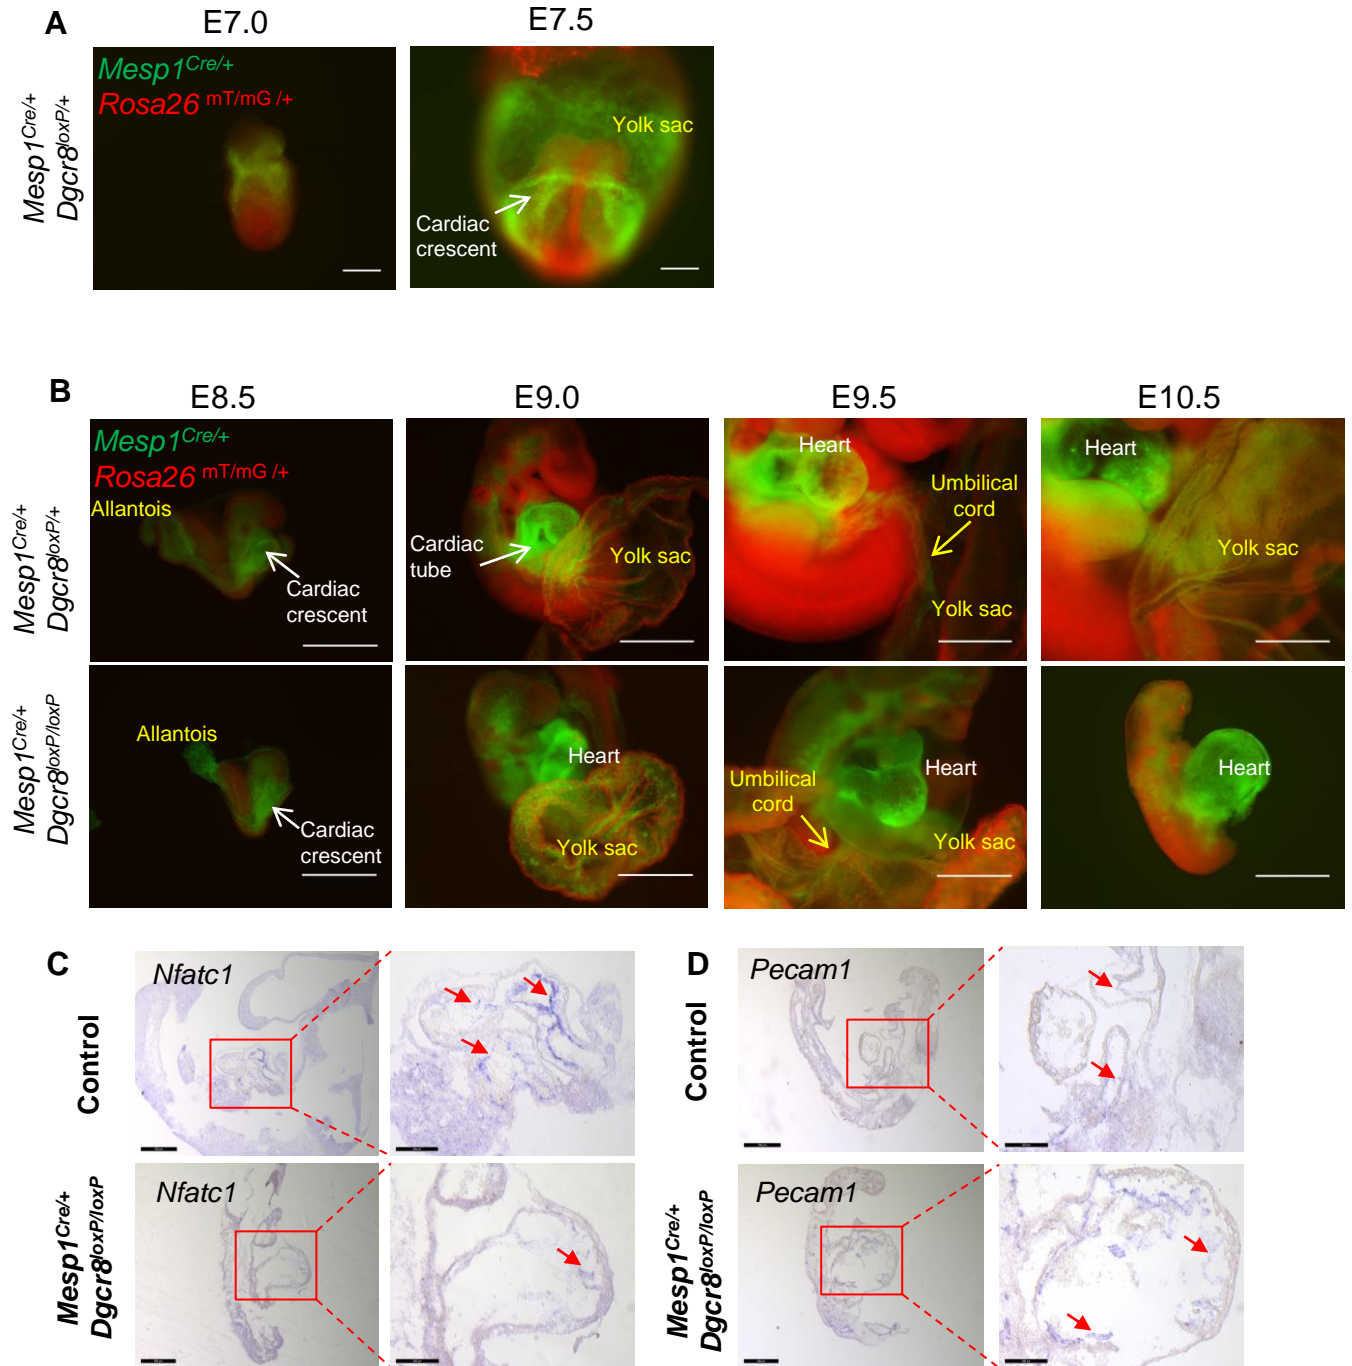 A
E7.0
E7.5
Mesp1Cre/+
Dgcr8loxP/+
Mesp1Cre/+
Rosa26 mT/mG /+
Yolk sac
Cardiac
crescent
B
E8.5
E9.0
E9.5
E10.5
Mesp1Cre/+
Dgcr8loxP/+
Mesp1Cre/+
Rosa26 mT/mG /+
Allantois
Cardiac
crescent
Cardiac
tube
Yolk sac
Heart
Umbilical
cord
Yolk sac
Heart
Yolk sac
Mesp1Cre/+
Dgcr8loxP/loxP
Allantois
Cardiac
crescent
Heart
Yolk sac
Umbilical
cord
Heart
Yolk sac
Heart
C
Control
Nfatc1
Mesp1Cre/+
Dgcr8loxP/loxP
Nfatc1
D
Control
Pecam1
Mesp1Cre/+
Dgcr8loxP/loxP
Pecam1